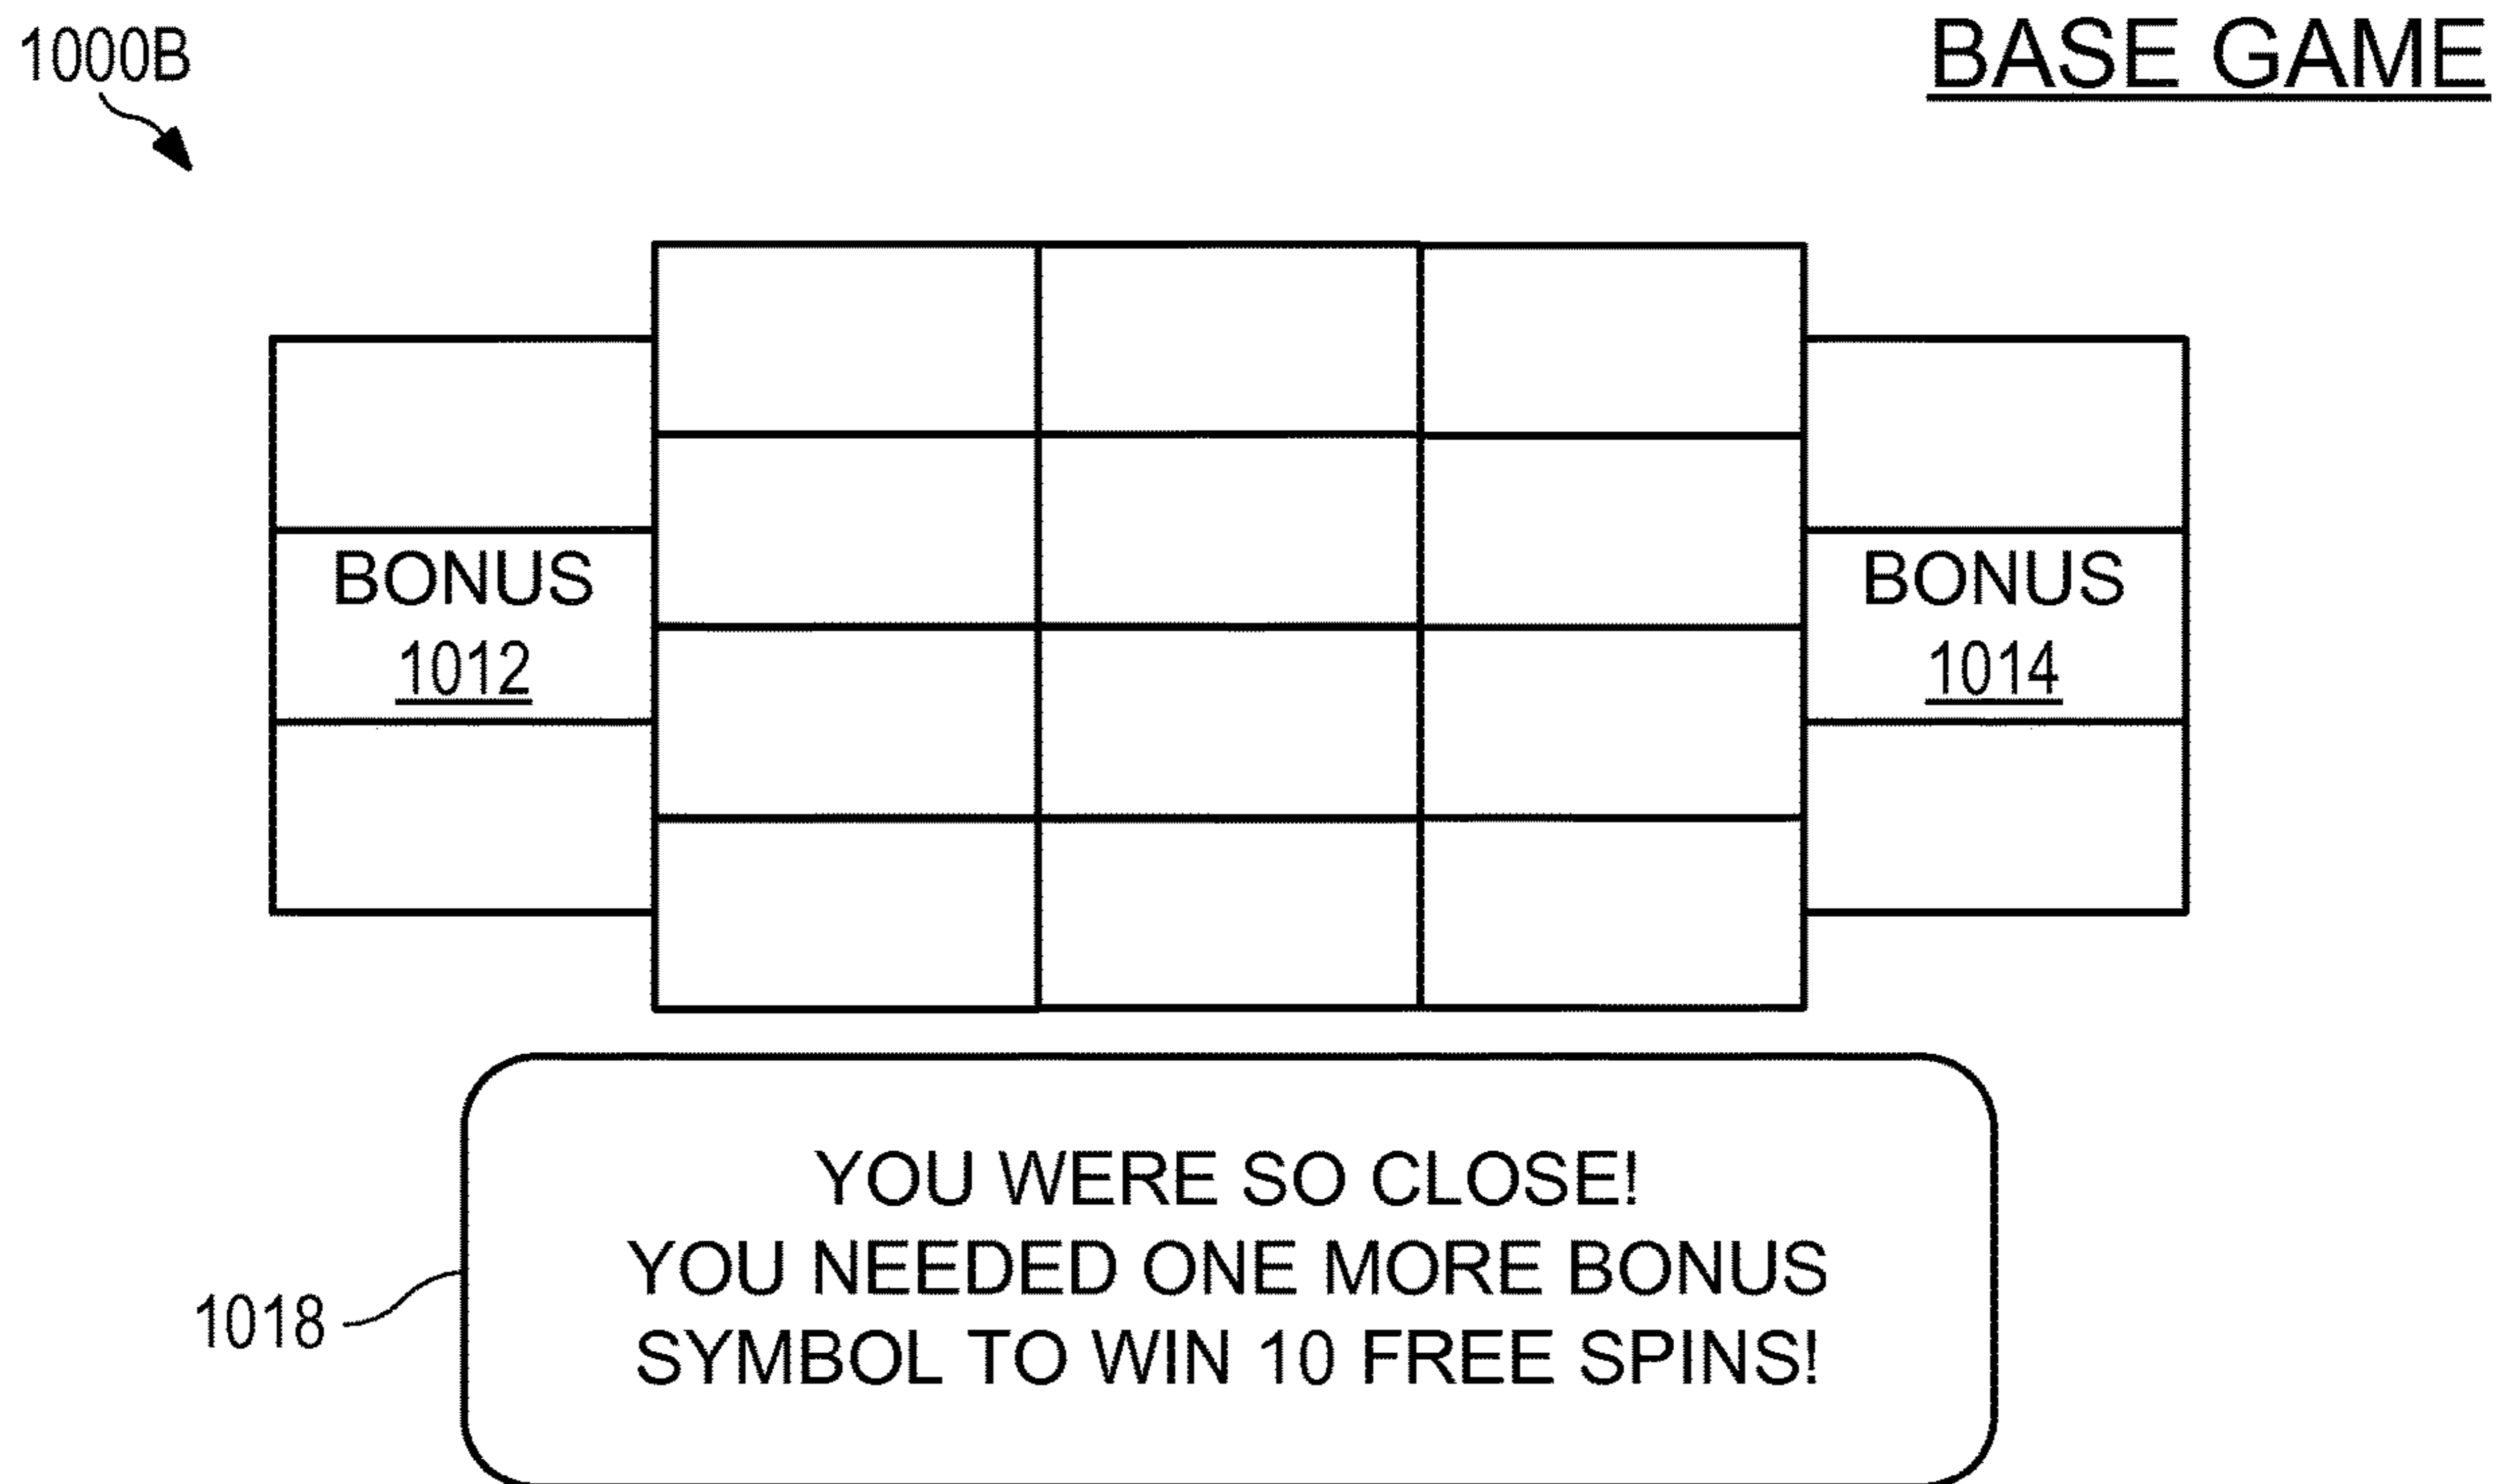 1000B
BASE GAME
BONUS
1012
BONUS
1014
YOU WERE SO CLOSE!
YOU NEEDED ONE MORE BONUS
SYMBOL TO WIN 10 FREE SPINS!
1018